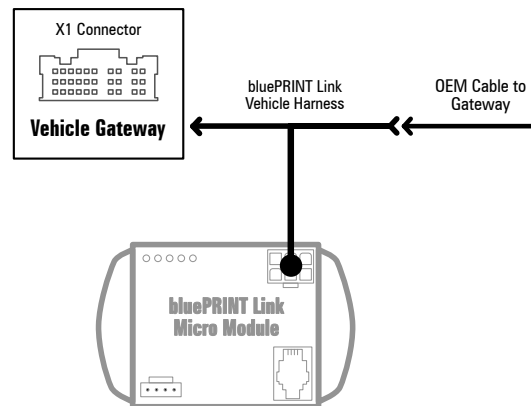 X1 Connector
Vehicle Gateway
bluePRINT Link
Vehicle Harness
OEM Cable to
Gateway
bluePRINT Link
Micro Module